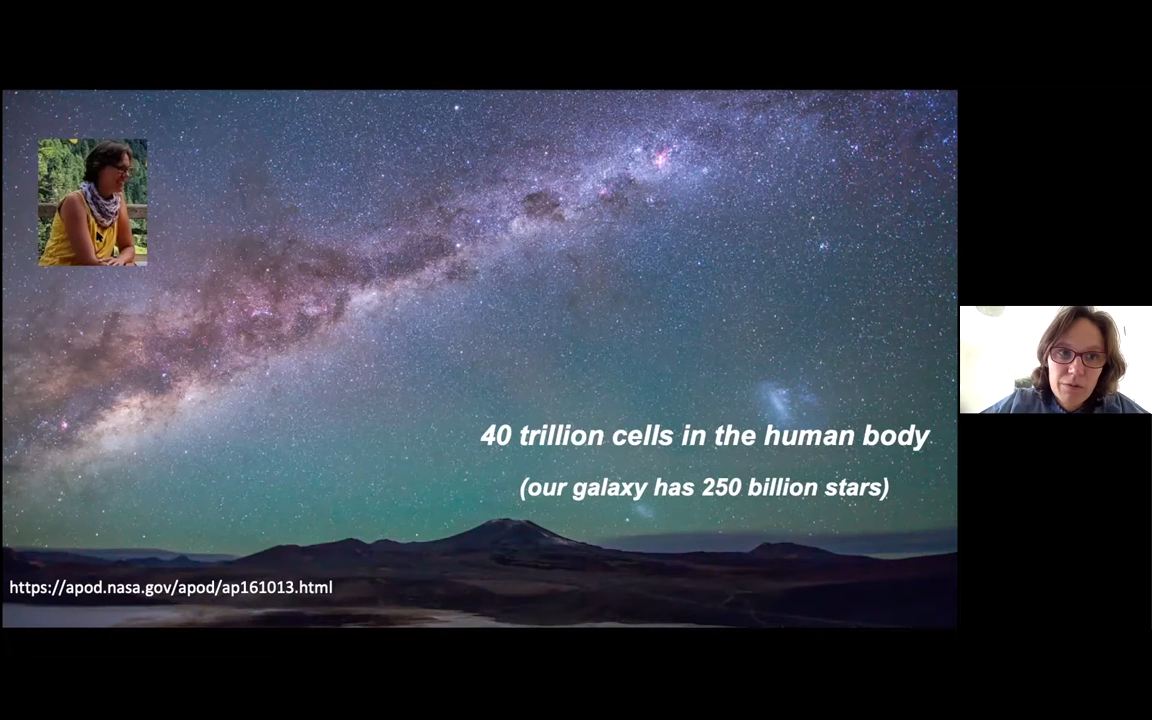 40 trillion cells in the human body
(our galaxy has 250 billion stars)
https://apod.nasa.gov/apod/ap161013.html